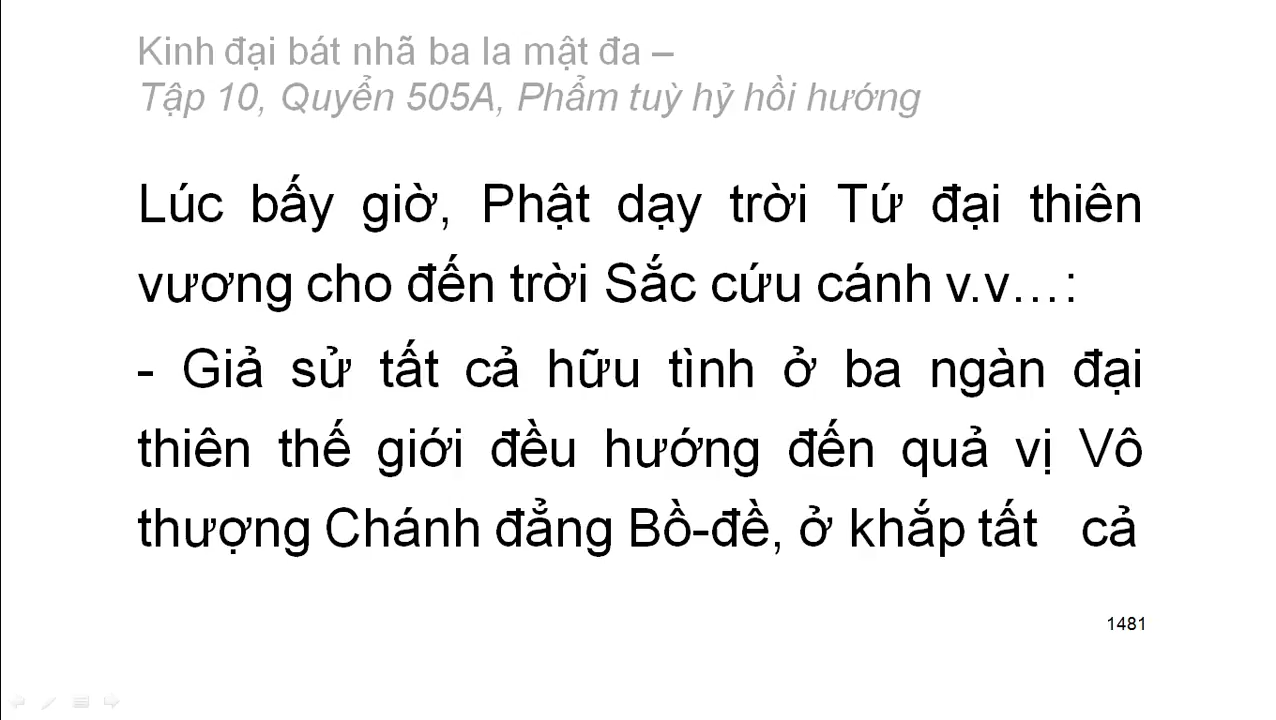 Kinh đại bát nhã ba la mật đa –
Tập 10, Quyển 505A, Phẩm tuỳ hỷ hồi hướng
Lúc bấy giờ, Phật dạy trời Tứ đại thiên
vương cho đến trời Sắc cứu cánh v.v…:
- Giả sử tất cả hữu tình ở ba ngàn đại
thiên thế giới đều hướng đến quả vị Vô
thượng Chánh đẳng Bồ-đề, ở khắp tất cả
1481